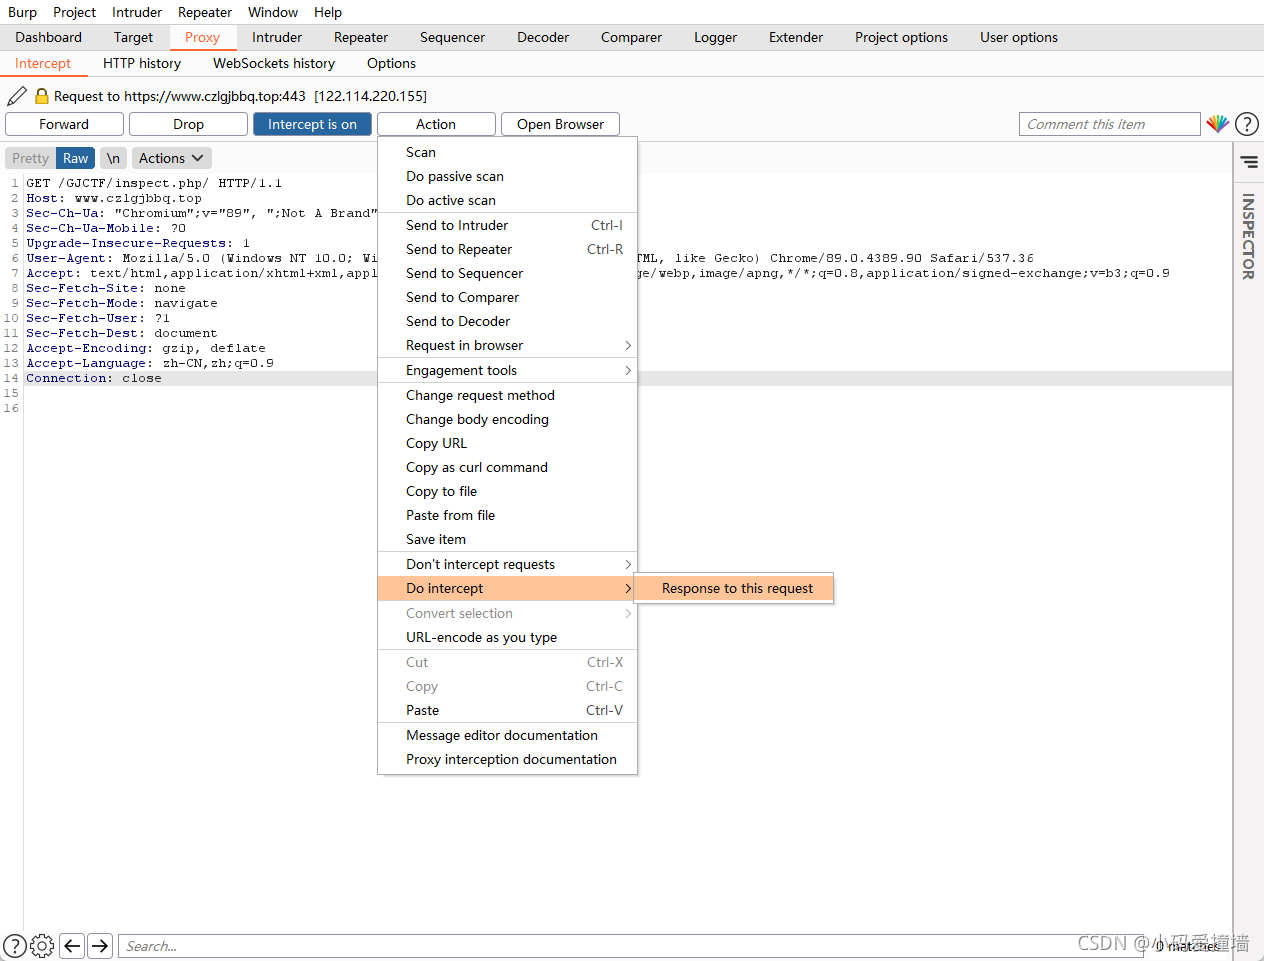 Burp Project Intruder Repeater Window Help
Dashboard Target Proxy Intruder Repeater Sequencer Decoder Comparer Logger Extender Project options User options
Intercept HTTP history WebSockets history Options
Request to https://www.czlgjbbq.top:443 [122.114.220.155]
Forward Drop Intercept is on Action Open Browser Comment this item ?
Pretty Raw \n Actions
INSPECTOR
1 GET /GJCTF/inspect.php/ HTTP/1.1
2 Host: www.czlgjbbq.top
3 Sec-Ch-Ua: "Chromium";v="89", ";Not A Brand"
4 Sec-Ch-Ua-Mobile: ?0
5 Upgrade-Insecure-Requests: 1
6 User-Agent: Mozilla/5.0 (Windows NT 10.0; Wi TML, like Gecko) Chrome/89.0.4389.90 Safari/537.36
7 Accept: text/html,application/xhtml+xml,appl ge/webp,image/apng,*/*;q=0.8,application/signed-exchange;v=b3;q=0.9
8 Sec-Fetch-Site: none
9 Sec-Fetch-Mode: navigate
10 Sec-Fetch-User: ?1
11 Sec-Fetch-Dest: document
12 Accept-Encoding: gzip, deflate
13 Accept-Language: zh-CN,zh;q=0.9
14 Connection: close
15
16
Scan
Do passive scan
Do active scan
Send to Intruder Ctrl-I
Send to Repeater Ctrl-R
Send to Sequencer
Send to Comparer
Send to Decoder
Request in browser
Engagement tools
Change request method
Change body encoding
Copy URL
Copy as curl command
Copy to file
Paste from file
Save item
Don't intercept requests
Do intercept
Response to this request
Convert selection
URL-encode as you type
Cut Ctrl-X
Copy Ctrl-C
Paste Ctrl-V
Message editor documentation
Proxy interception documentation
? Search... 0 matches
CSDN @小码爱撞墙